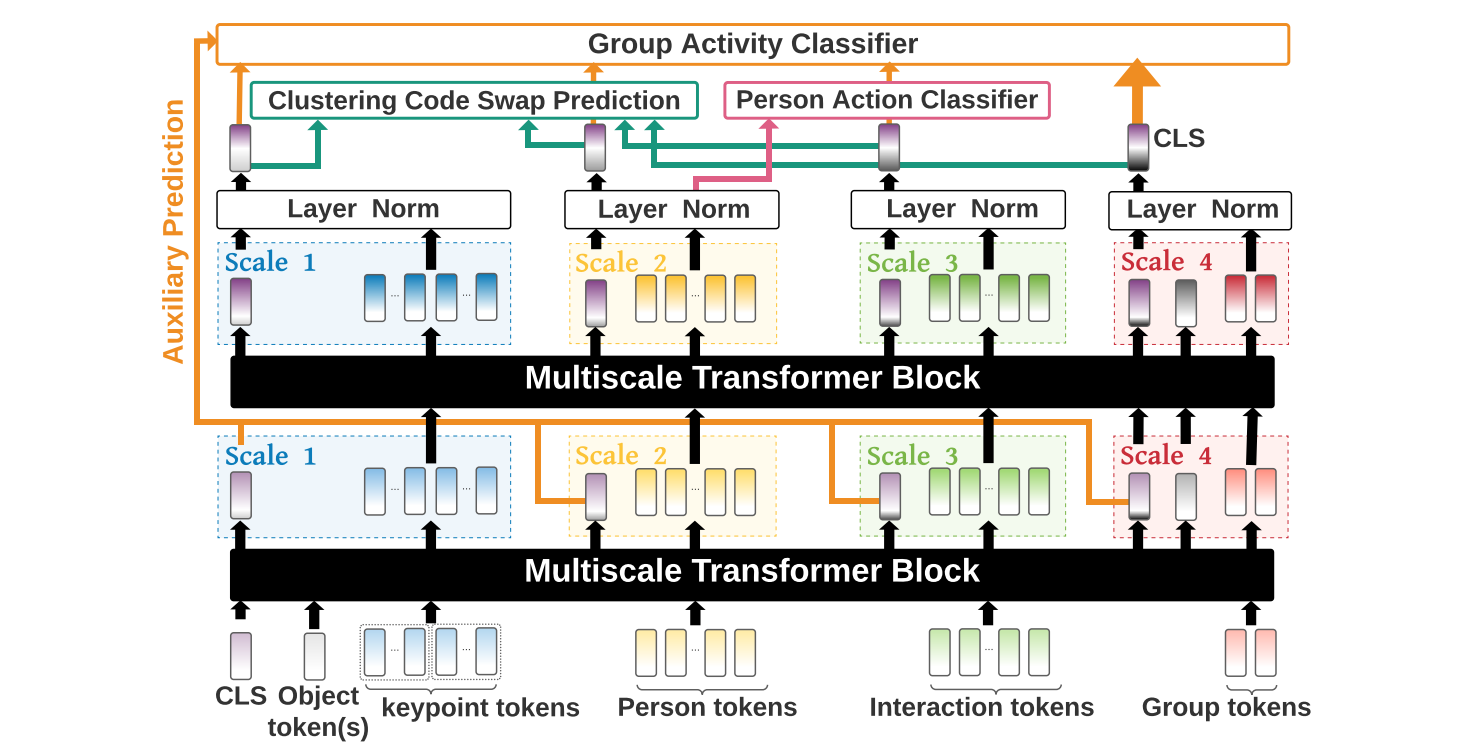 Group Activity Classifier
Clustering Code Swap Prediction
Person Action Classifier
CLS
Auxiliary Prediction
Layer Norm
Layer Norm
Layer Norm
Layer Norm
Scale 1
Scale 2
Scale 3
Scale 4
... ...
...
...
Multiscale Transformer Block
Scale 1
Scale 2
Scale 3
Scale 4
... ...
...
...
Multiscale Transformer Block
... ...
...
...
CLS
Object
token(s)
keypoint tokens
Person tokens
Interaction tokens
Group tokens